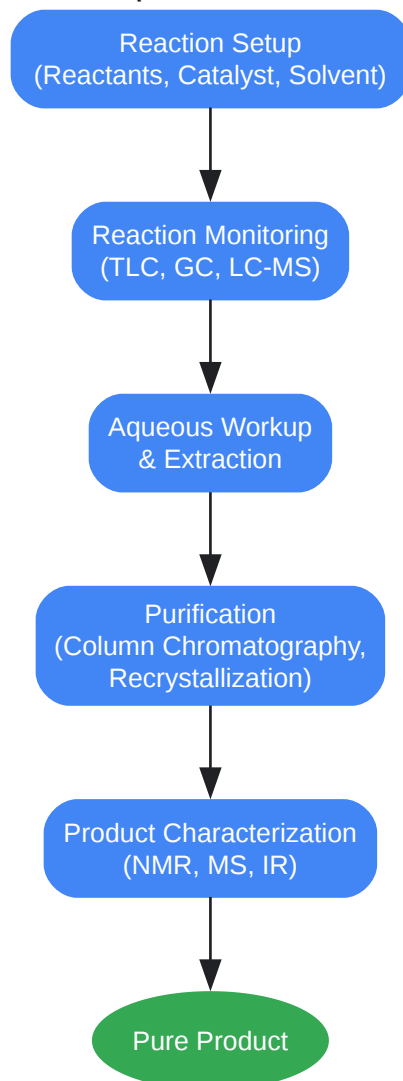 Reaction Setup
(Reactants, Catalyst, Solvent)
Reaction Monitoring
(TLC, GC, LC-MS)
Aqueous Workup
& Extraction
Purification
(Column Chromatography,
Recrystallization)
Product Characterization
(NMR, MS, IR)
Pure Product